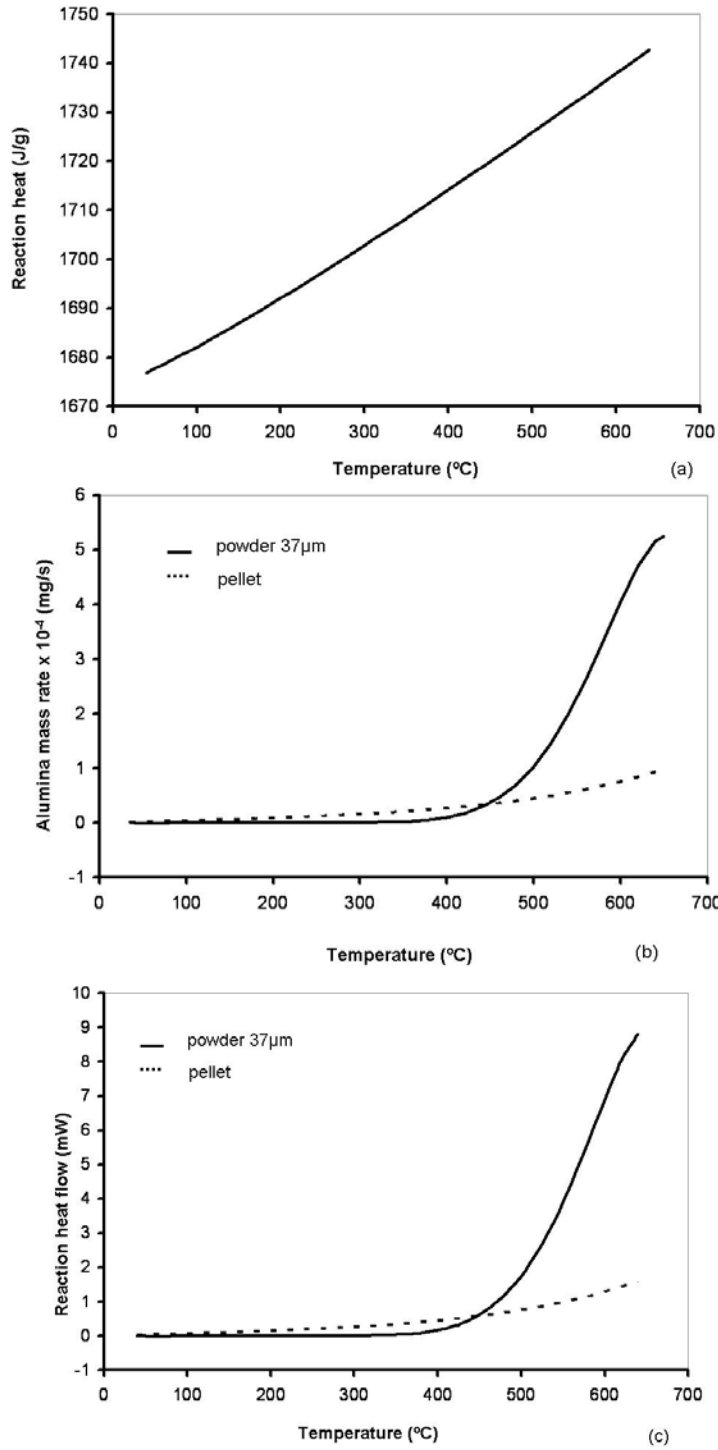 1750
1740
1730
1720
1710
1700
1690
1680
1670
Reaction heat (J/g)
0 100 200 300 400 500 600 700
Temperature (ºC)
(a)
6
5
4
3
2
1
0
-1
Alumina mass rate x 10⁻⁴ (mg/s)
powder 37µm
pellet
0 100 200 300 400 500 600 700
Temperature (ºC)
(b)
10
9
8
7
6
5
4
3
2
1
0
-1
Reaction heat flow (mW)
powder 37µm
pellet
0 100 200 300 400 500 600 700
Temperature (ºC)
(c)